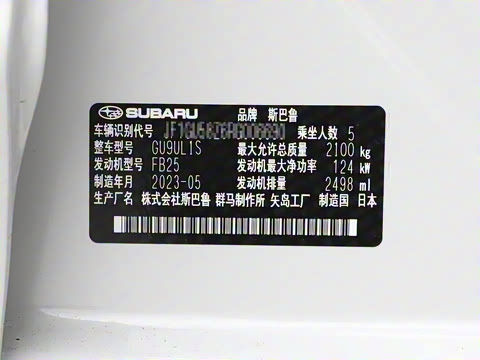 SUBARU 品牌 斯巴鲁
车辆识别代号 乘坐人数 5
整车型号 GU9UL1S 最大允许总质量 2100 kg
发动机型号 FB25 发动机最大净功率 124 kW
制造年月 2023-05 发动机排量 2498 ml
生产厂名 株式会社斯巴鲁 群马制作所 矢岛工厂 制造国 日本